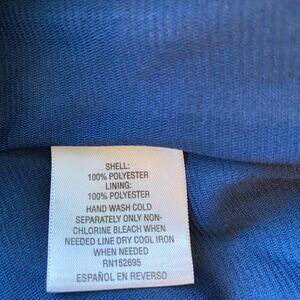 SHELL:
100% POLYESTER
LINING:
100% POLYESTER
HAND WASH COLD
SEPARATELY ONLY NON-
CHLORINE BLEACH WHEN
NEEDED LINE DRY COOL IRON
WHEN NEEDED
RN152695
ESPAÑOL EN REVERSO